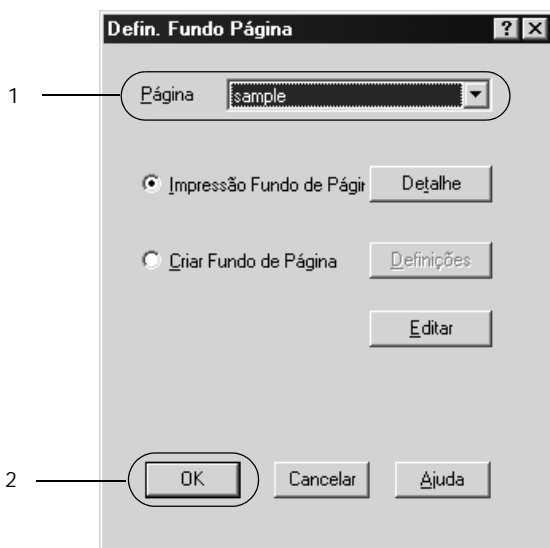 Defin. Fundo Página
1 Página sample
Impressão Fundo de Págir Detalhe
Criar Fundo de Página Definições
Editar
2 OK Cancelar Ajuda